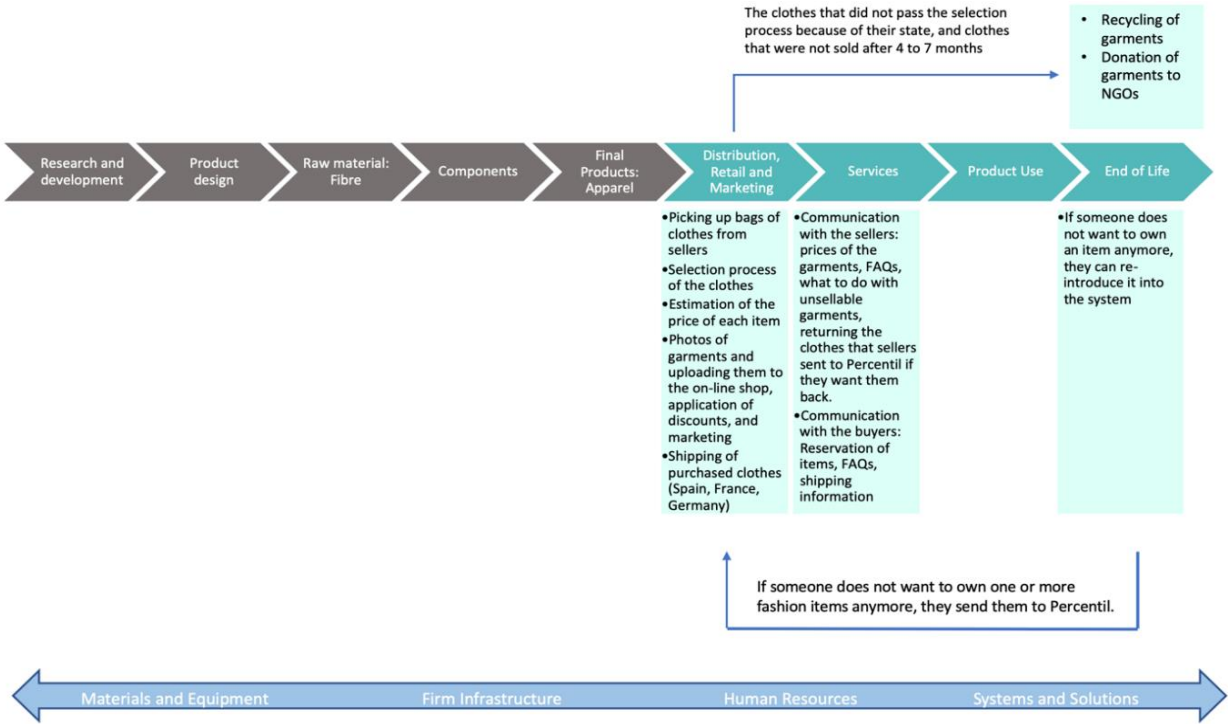 The clothes that did not pass the selection
process because of their state, and clothes
that were not sold after 4 to 7 months
• Recycling of
garments
• Donation of
garments to
NGOs
Research and
development
Product
design
Raw material:
Fibre
Components
Final
Products:
Apparel
Distribution,
Retail and
Marketing
Services
Product Use
End of Life
•Picking up bags of
clothes from
sellers
•Selection process
of the clothes
•Estimation of the
price of each item
•Photos of
garments and
uploading them to
the on-line shop,
application of
discounts, and
marketing
•Shipping of
purchased clothes
(Spain, France,
Germany)
•Communication
with the sellers:
prices of the
garments, FAQs,
what to do with
unsellable
garments,
returning the
clothes that sellers
sent to Percentil if
they want them
back.
•Communication
with the buyers:
Reservation of
items, FAQs,
shipping
information
•If someone does
not want to own
an item anymore,
they can re-
introduce it into
the system
If someone does not want to own one or more
fashion items anymore, they send them to Percentil.
Materials and Equipment
Firm Infrastructure
Human Resources
Systems and Solutions